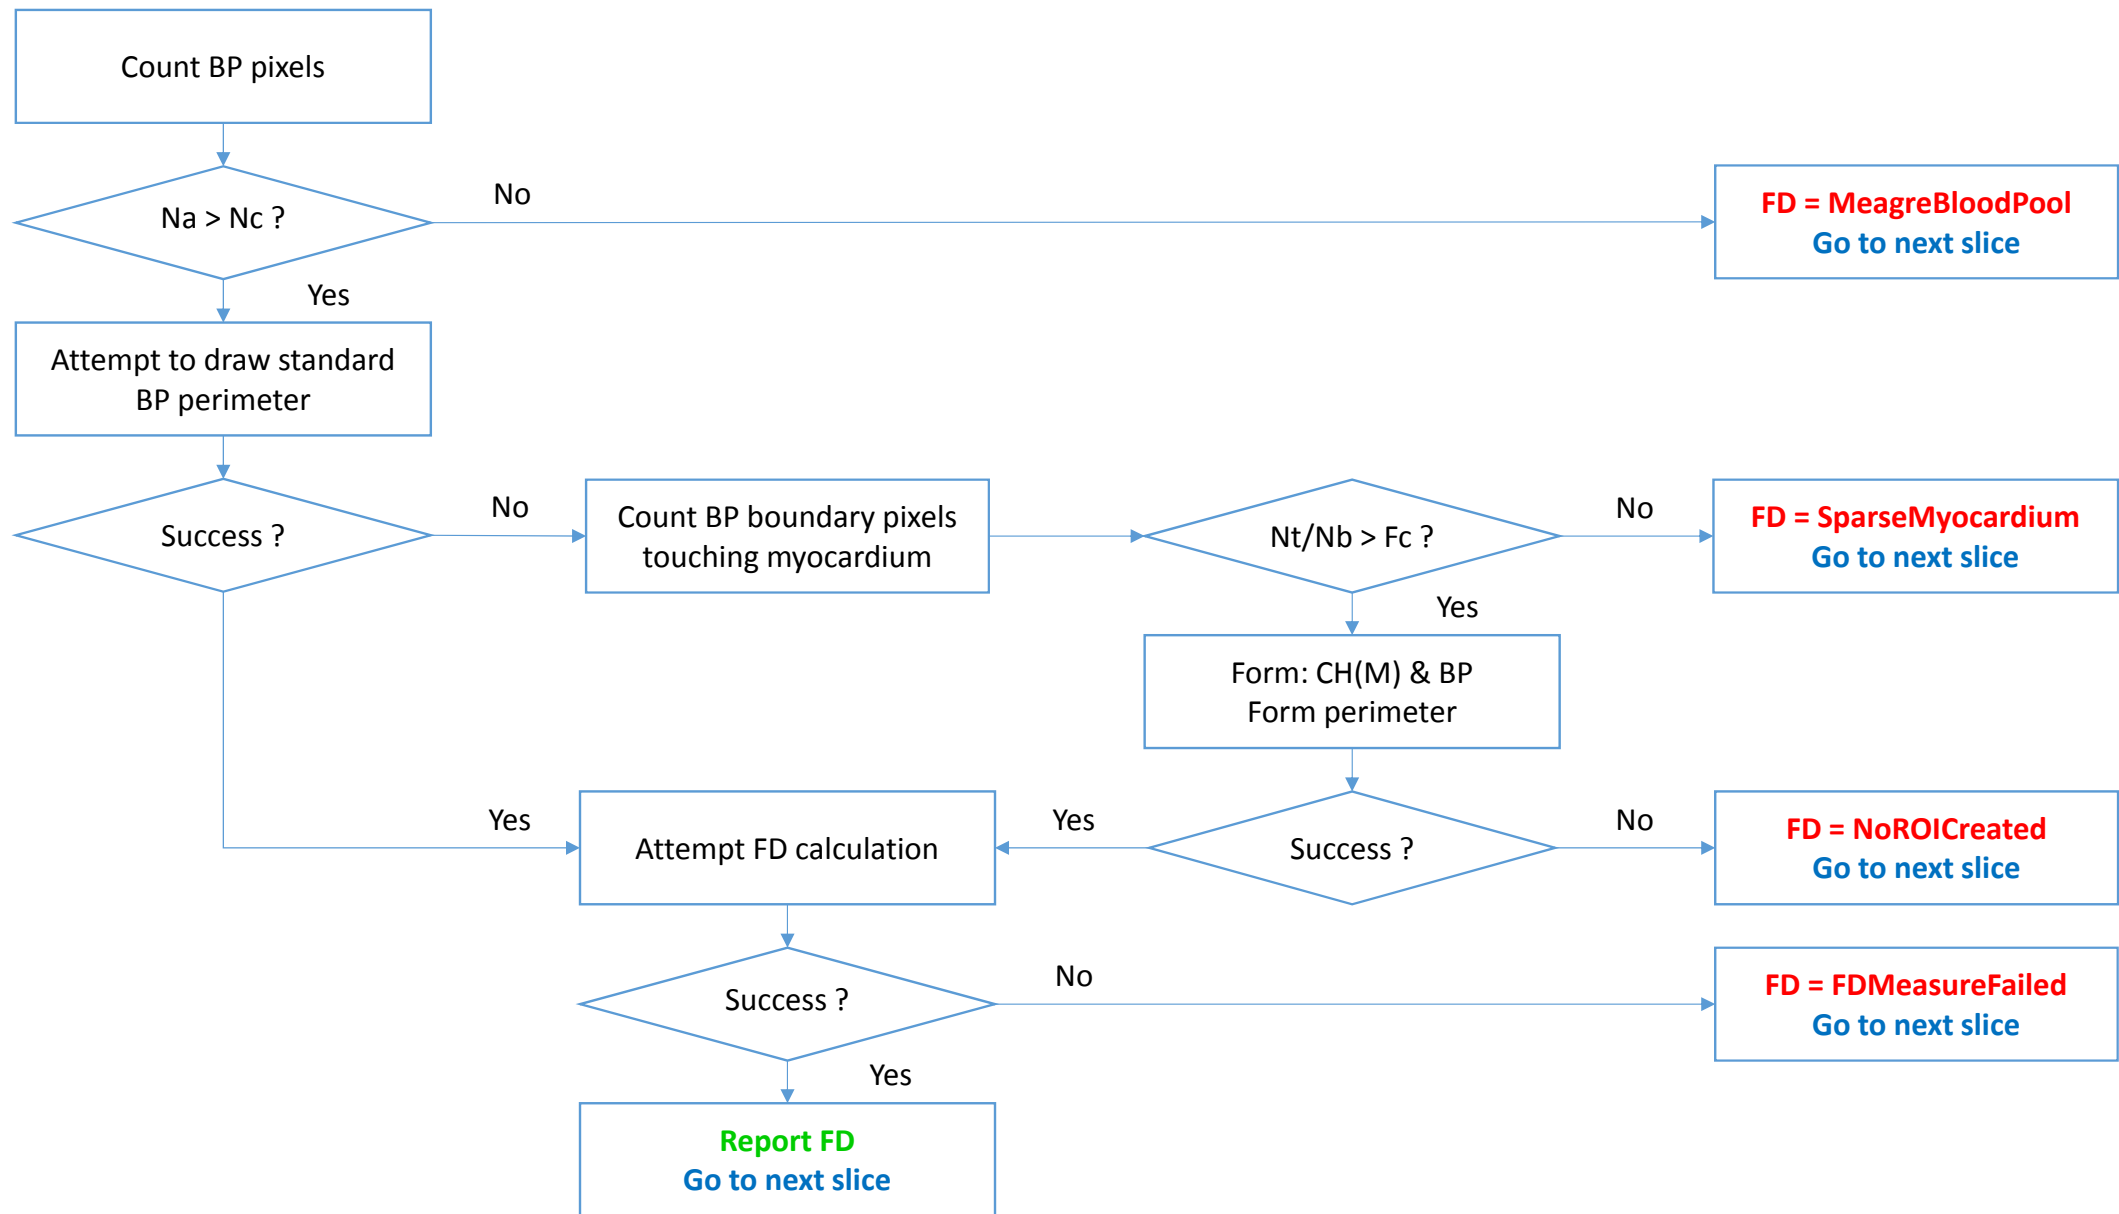 Count BP pixels
Na > Nc ?
No
FD = MeagreBloodPool
Go to next slice
Yes
Attempt to draw standard
BP perimeter
Success ?
No
Count BP boundary pixels
touching myocardium
Nt/Nb > Fc ?
No
FD = SparseMyocardium
Go to next slice
Yes
Form: CH(M) & BP
Form perimeter
Yes
Attempt FD calculation
Yes
Success ?
No
FD = NoROICreated
Go to next slice
Success ?
No
FD = FDMeasureFailed
Go to next slice
Yes
Report FD
Go to next slice